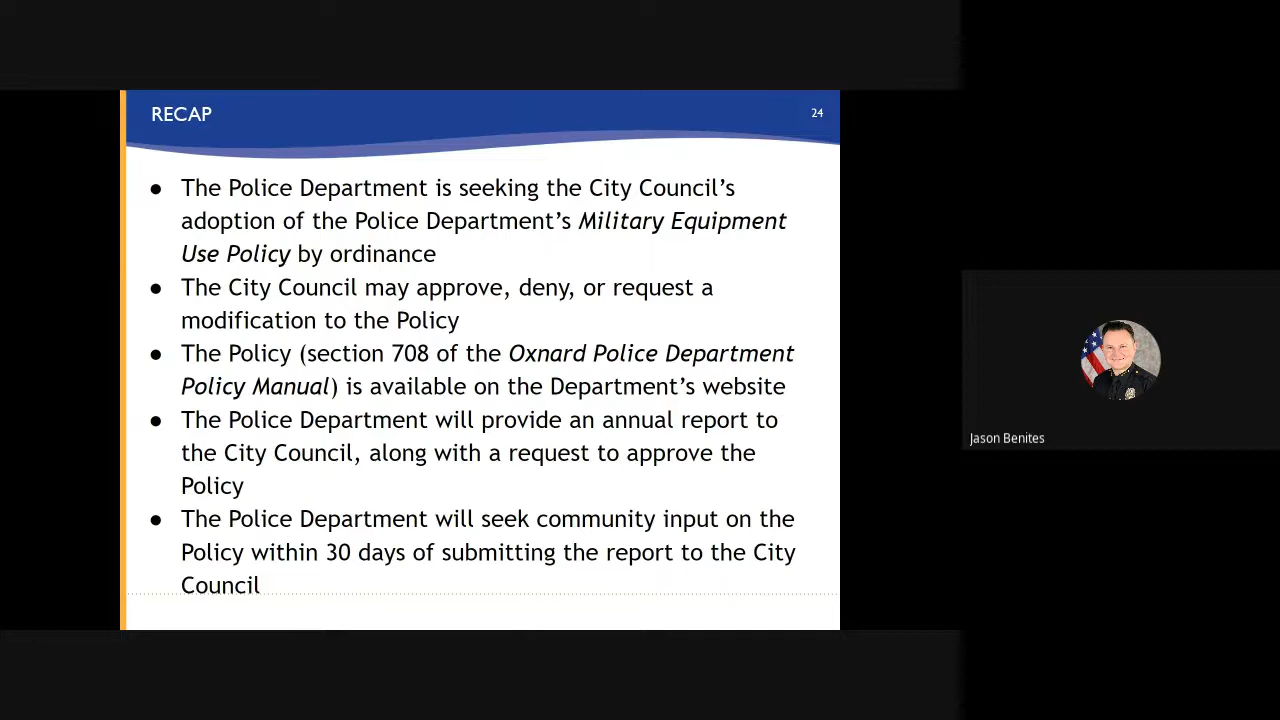 RECAP
24
● The Police Department is seeking the City Council’s
adoption of the Police Department’s Military Equipment
Use Policy by ordinance
● The City Council may approve, deny, or request a
modification to the Policy
● The Policy (section 708 of the Oxnard Police Department
Policy Manual) is available on the Department’s website
● The Police Department will provide an annual report to
the City Council, along with a request to approve the
Policy
● The Police Department will seek community input on the
Policy within 30 days of submitting the report to the City
Council
Jason Benites